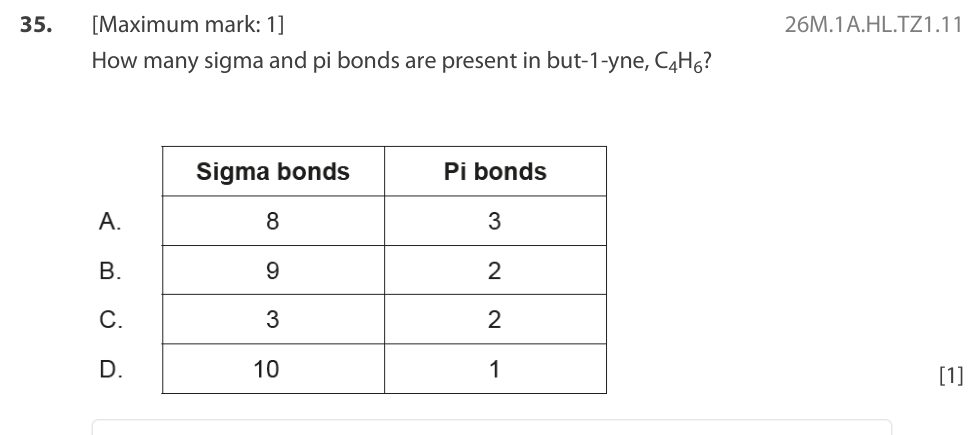 35. [Maximum mark: 1] 26M.1A.HL.TZ1.11
How many sigma and pi bonds are present in but-1-yne, C₄H₆?
Sigma bonds Pi bonds
A. 8 3
B. 9 2
C. 3 2
D. 10 1
[1]